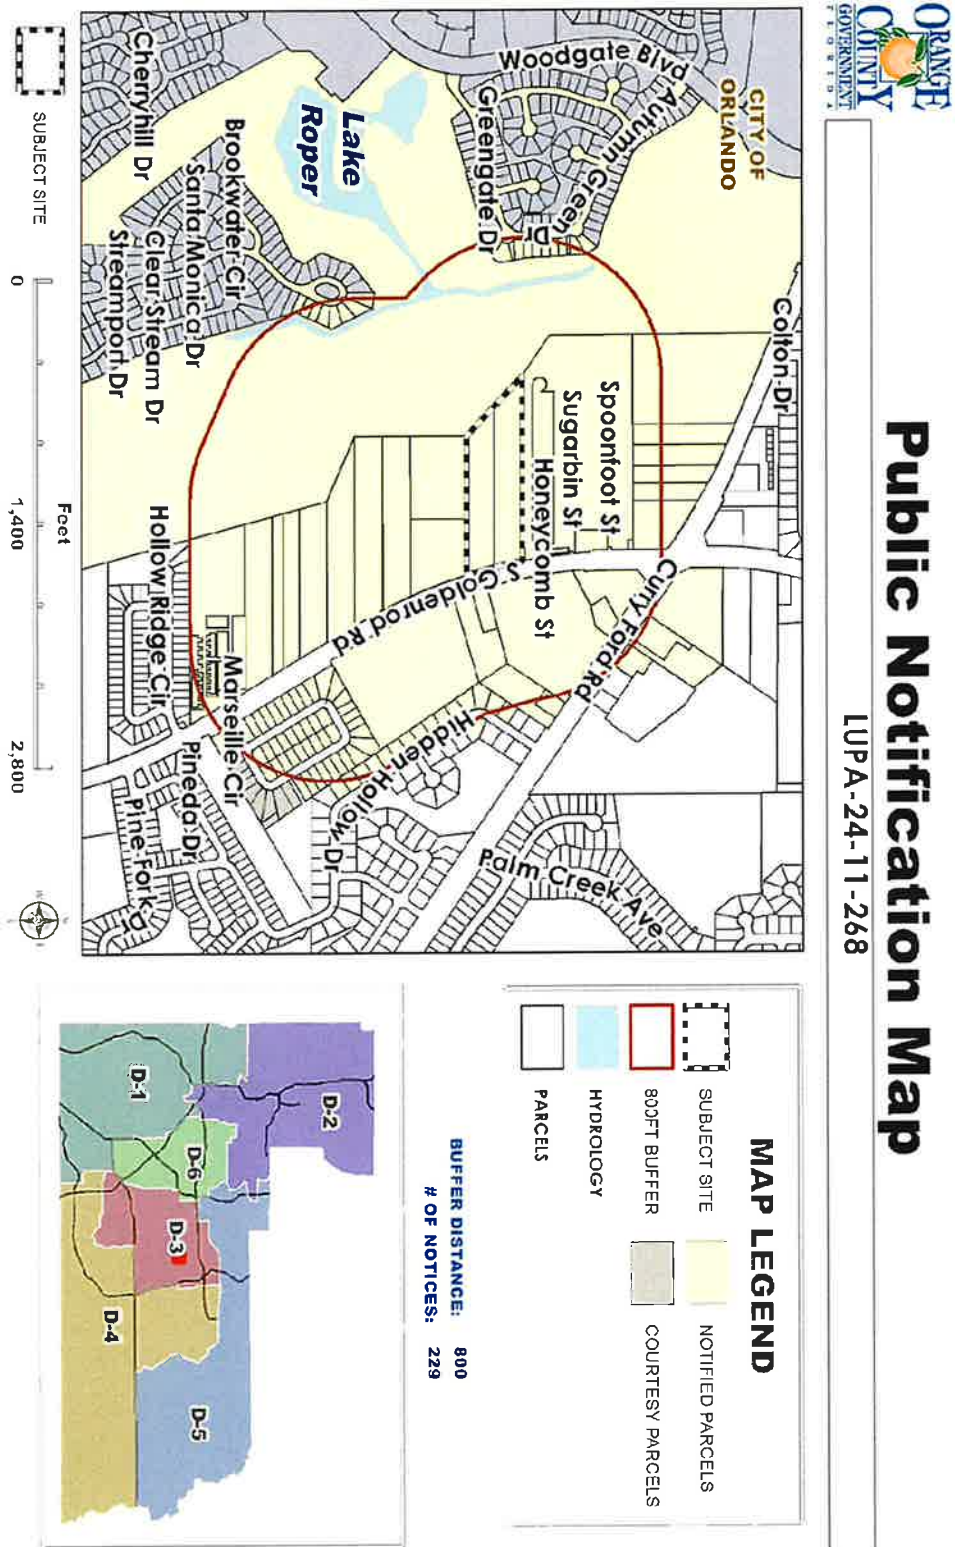 ORANGE
COUNTY
GOVERNMENT
FLORIDA
Public Notification Map
LUPA-24-11-268
CITY OF
ORLANDO
Woodgate Blvd
Autumn Green Dr
Greengate Dr
Lake
Roper
Brookwater Cir
Santa Monica Dr
Cherryhill Dr
Clear Stream Dr
Streamport Dr
Colton Dr
Spoonfoot St
Sugarbin St
Honeycomb St
Curry Ford Rd
S Goldenrod Rd
Hidden Hollow Dr
Palm Creek Ave
Hollow Ridge Cir
Marseille Cir
Pineda Dr
Pine Fork Dr
MAP LEGEND
SUBJECT SITE
NOTIFIED PARCELS
800FT BUFFER
COURTESY PARCELS
HYDROLOGY
PARCELS
BUFFER DISTANCE: 800
# OF NOTICES: 229
D-2
D-1
D-6
D-3
D-5
D-4
SUBJECT SITE
Feet
0
1,400
2,800